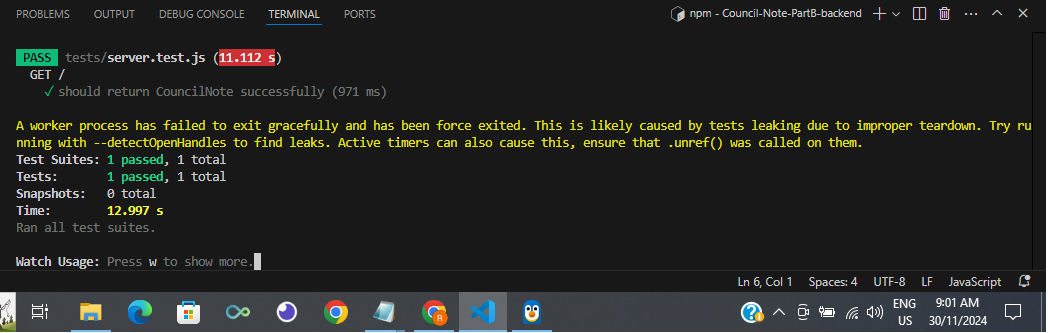 PROBLEMS OUTPUT DEBUG CONSOLE TERMINAL PORTS npm - Council-Note-PartB-backend
PASS tests/server.test.js (11.112 s)
GET /
✓ should return CouncilNote successfully (971 ms)
A worker process has failed to exit gracefully and has been force exited. This is likely caused by tests leaking due to improper teardown. Try ru
nning with --detectOpenHandles to find leaks. Active timers can also cause this, ensure that .unref() was called on them.
Test Suites: 1 passed, 1 total
Tests: 1 passed, 1 total
Snapshots: 0 total
Time: 12.997 s
Ran all test suites.
Watch Usage: Press w to show more.
Ln 6, Col 1 Spaces: 4 UTF-8 LF JavaScript
R
ENG 9:01 AM
US 30/11/2024